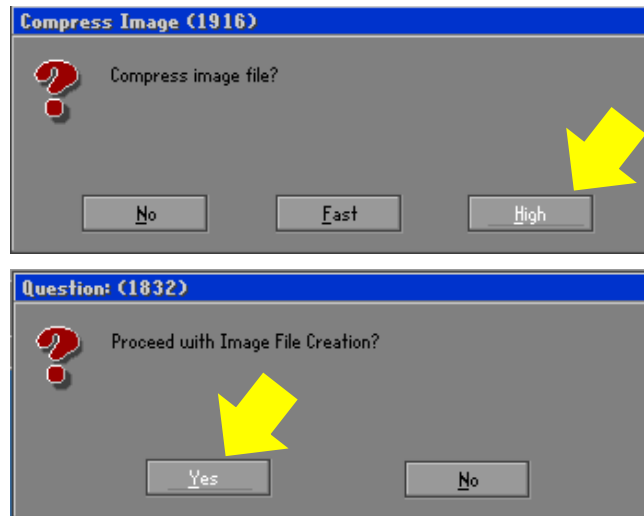 Compress Image (1916)
Compress image file?
No Fast High
Question: (1832)
Proceed with Image File Creation?
Yes No